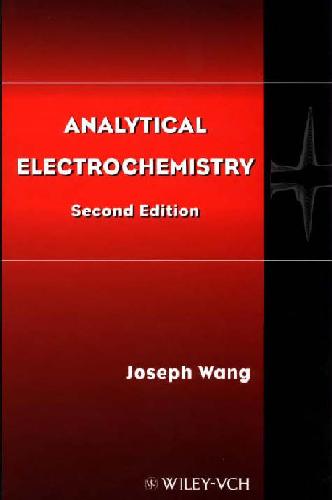 ANALYTICAL
ELECTROCHEMISTRY
Second Edition
Joseph Wang
WILEY-VCH